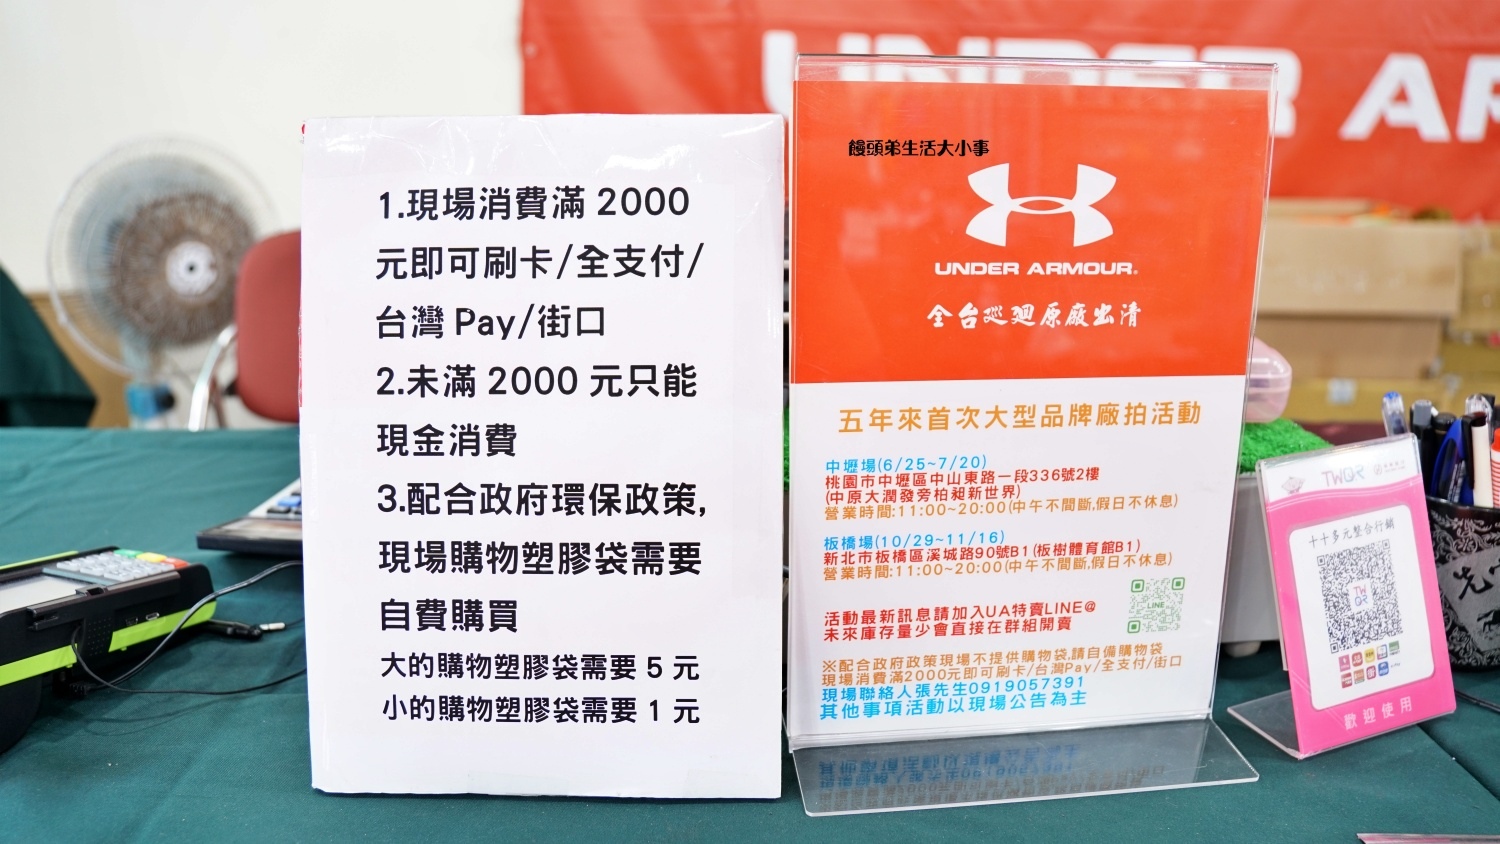 UNDER AR
1.現場消費滿 2000
元即可刷卡/全支付/
台灣 Pay/街口
2.未滿 2000 元只能
現金消費
3.配合政府環保政策,
現場購物塑膠袋需要
自費購買
大的購物塑膠袋需要 5 元
小的購物塑膠袋需要 1 元
饅頭弟生活大小事
UNDER ARMOUR.
全台巡迴原廠出清
五年來首次大型品牌廠拍活動
中壢場(6/25~7/20)
桃園市中壢區中山東路一段336號2樓
(中原大潤發旁柏昶新世界)
營業時間:11:00~20:00(中午不間斷,假日不休息)
板橋場(10/29~11/16)
新北市板橋區溪城路90號B1(板樹體育館B1)
營業時間:11:00~20:00(中午不間斷,假日不休息)
活動最新訊息請加入UA特賣LINE@
未來庫存量少會直接在群組開賣
LINE
※配合政府政策現場不提供購物袋,請自備購物袋
現場消費滿2000元即可刷卡/台灣Pay/全支付/街口
現場聯絡人張先生0919057391
其他事項活動以現場公告為主
TWQR
十十多元整合行銷
TW
QR
歡迎使用